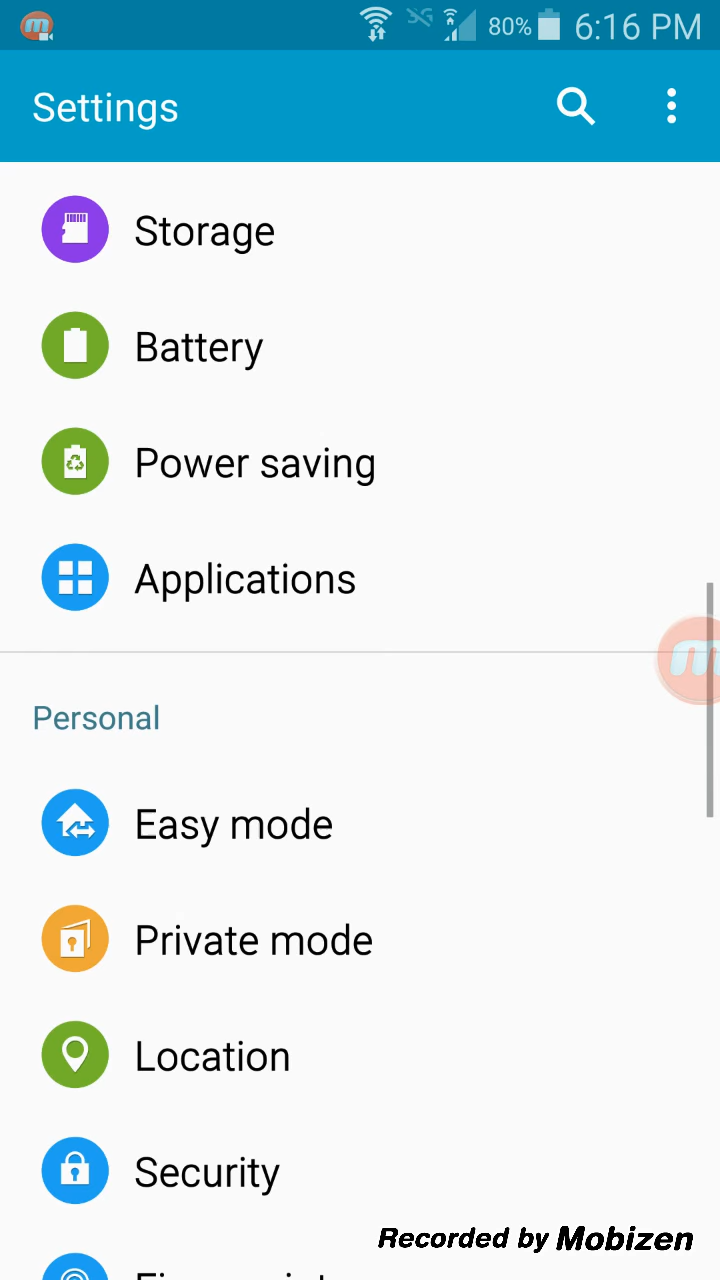 80% 6:16 PM
Settings
Storage
Battery
Power saving
Applications
Personal
Easy mode
Private mode
Location
Security
Recorded by Mobizen